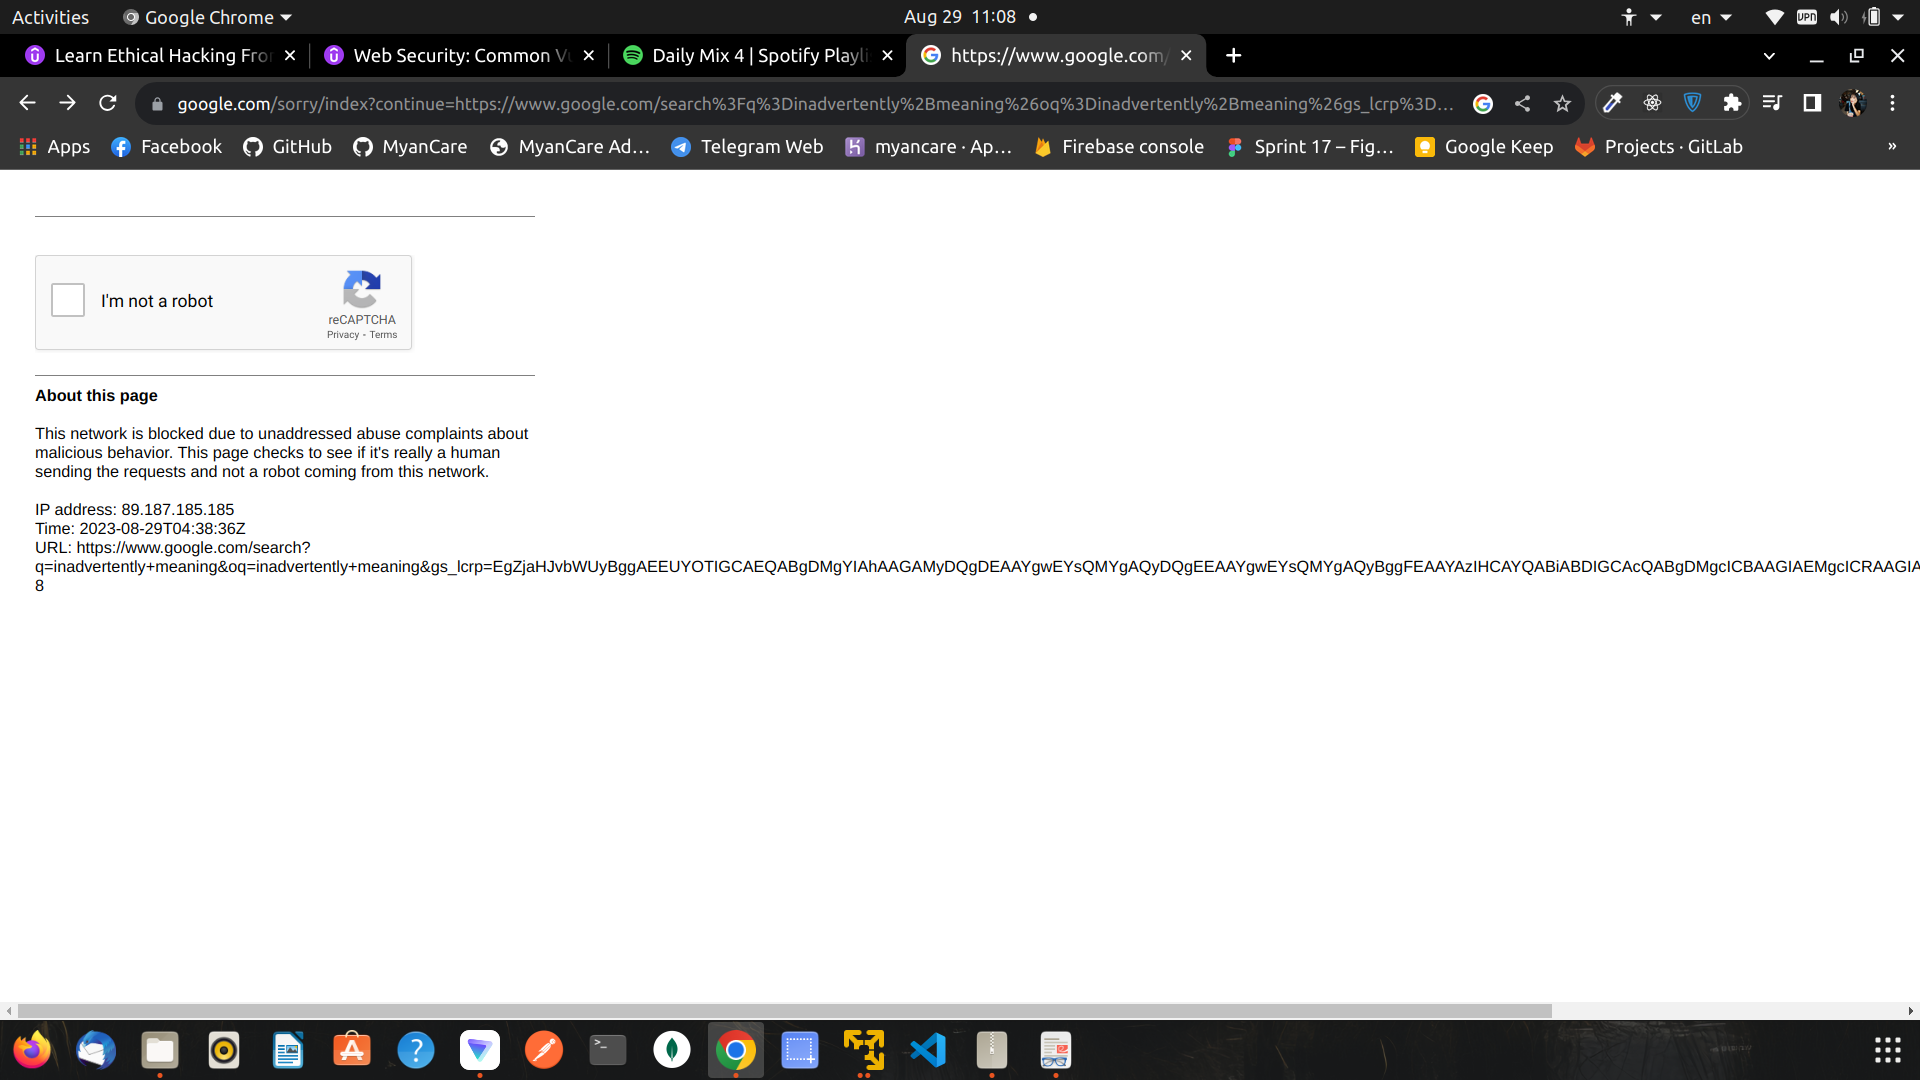 Activities Google Chrome Aug 29 11:08 en VPN
Learn Ethical Hacking Fro Web Security: Common Vu Daily Mix 4 | Spotify Playli https://www.google.com/
google.com/sorry/index?continue=https://www.google.com/search%3Fq%3Dinadvertently%2Bmeaning%26oq%3Dinadvertently%2Bmeaning%26gs_lcrp%3D...
Apps Facebook GitHub MyanCare MyanCare Ad... Telegram Web myancare · Ap... Firebase console Sprint 17 – Fig... Google Keep Projects · GitLab »
I'm not a robot
reCAPTCHA
Privacy - Terms
About this page
This network is blocked due to unaddressed abuse complaints about
malicious behavior. This page checks to see if it's really a human
sending the requests and not a robot coming from this network.
IP address: 89.187.185.185
Time: 2023-08-29T04:38:36Z
URL: https://www.google.com/search?
q=inadvertently+meaning&oq=inadvertently+meaning&gs_lcrp=EgZjaHJvbWUyBggAEEUYOTIGCAEQABgDMgYIAhAAGAMyDQgDEAAYgwEYsQMYgAQyDQgEEAAYgwEYsQMYgAQyBggFEAAYAzIHCAYQABiABDIGCAcQABgDMgcICBAAGIAEMgcICRAAGIA
8